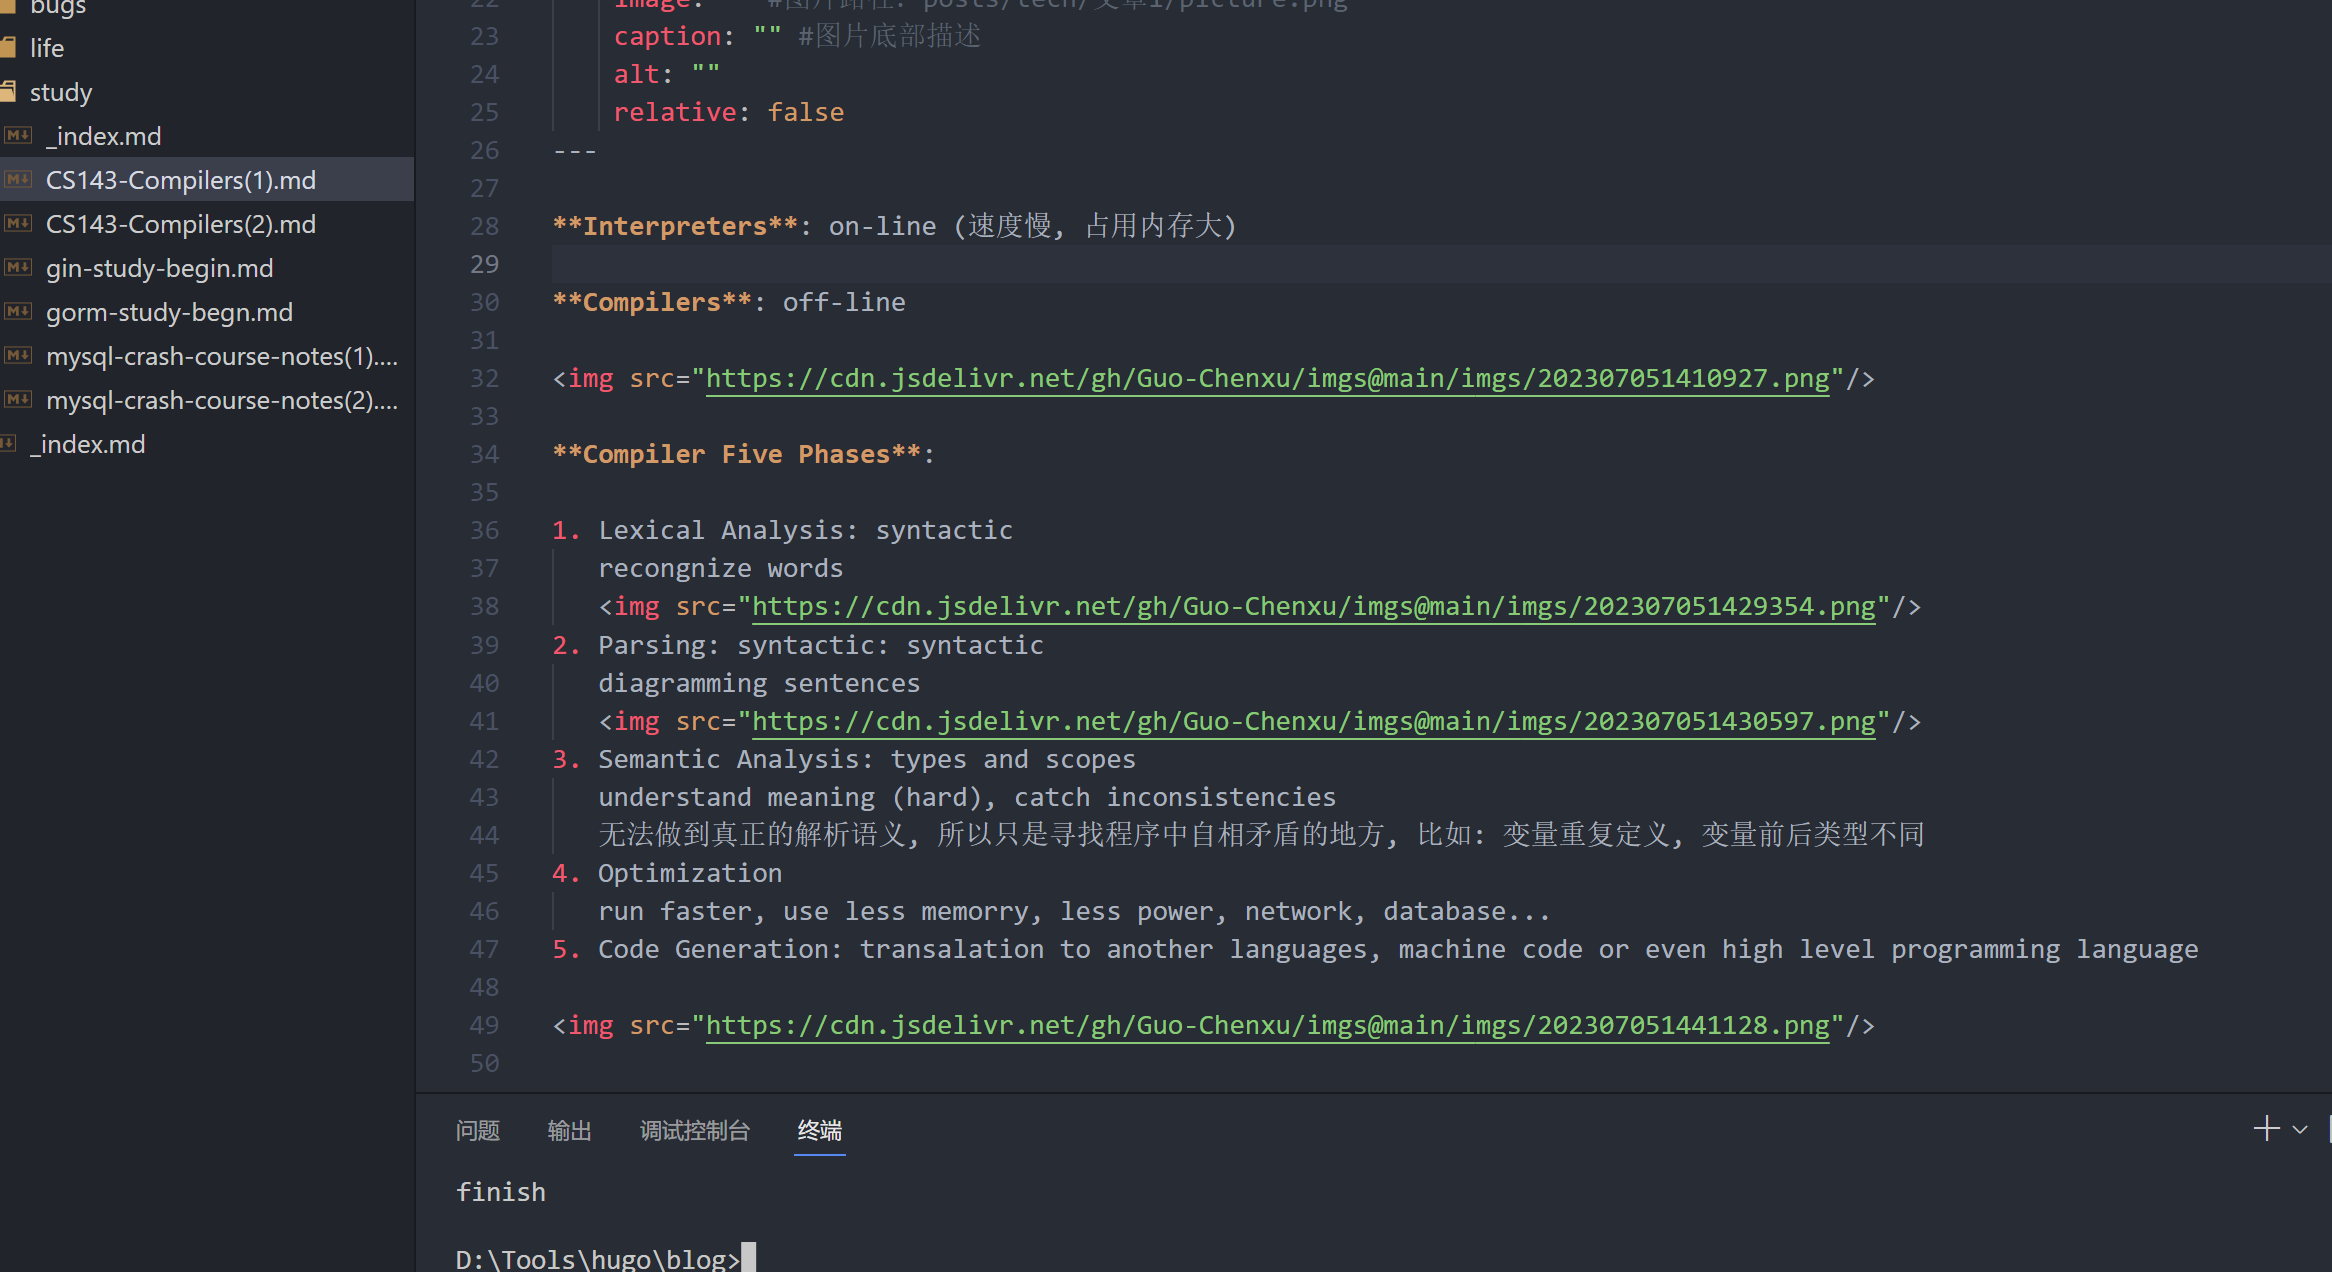 bugs
life
study
_index.md
CS143-Compilers(1).md
CS143-Compilers(2).md
gin-study-begin.md
gorm-study-begn.md
mysql-crash-course-notes(1)....
mysql-crash-course-notes(2)....
_index.md
22 image: #图片路径: posts/tech/文章1/picture.png
23 caption: "" #图片底部描述
24 alt: ""
25 relative: false
26 ---
27
28 **Interpreters**: on-line (速度慢, 占用内存大)
29
30 **Compilers**: off-line
31
32 <img src="https://cdn.jsdelivr.net/gh/Guo-Chenxu/imgs@main/imgs/202307051410927.png"/>
33
34 **Compiler Five Phases**:
35
36 1. Lexical Analysis: syntactic
37 recongnize words
38 <img src="https://cdn.jsdelivr.net/gh/Guo-Chenxu/imgs@main/imgs/202307051429354.png"/>
39 2. Parsing: syntactic: syntactic
40 diagramming sentences
41 <img src="https://cdn.jsdelivr.net/gh/Guo-Chenxu/imgs@main/imgs/202307051430597.png"/>
42 3. Semantic Analysis: types and scopes
43 understand meaning (hard), catch inconsistencies
44 无法做到真正的解析语义, 所以只是寻找程序中自相矛盾的地方, 比如: 变量重复定义, 变量前后类型不同
45 4. Optimization
46 run faster, use less memorry, less power, network, database...
47 5. Code Generation: transalation to another languages, machine code or even high level programming language
48
49 <img src="https://cdn.jsdelivr.net/gh/Guo-Chenxu/imgs@main/imgs/202307051441128.png"/>
50
问题 输出 调试控制台 终端
finish
D:\Tools\hugo\blog>